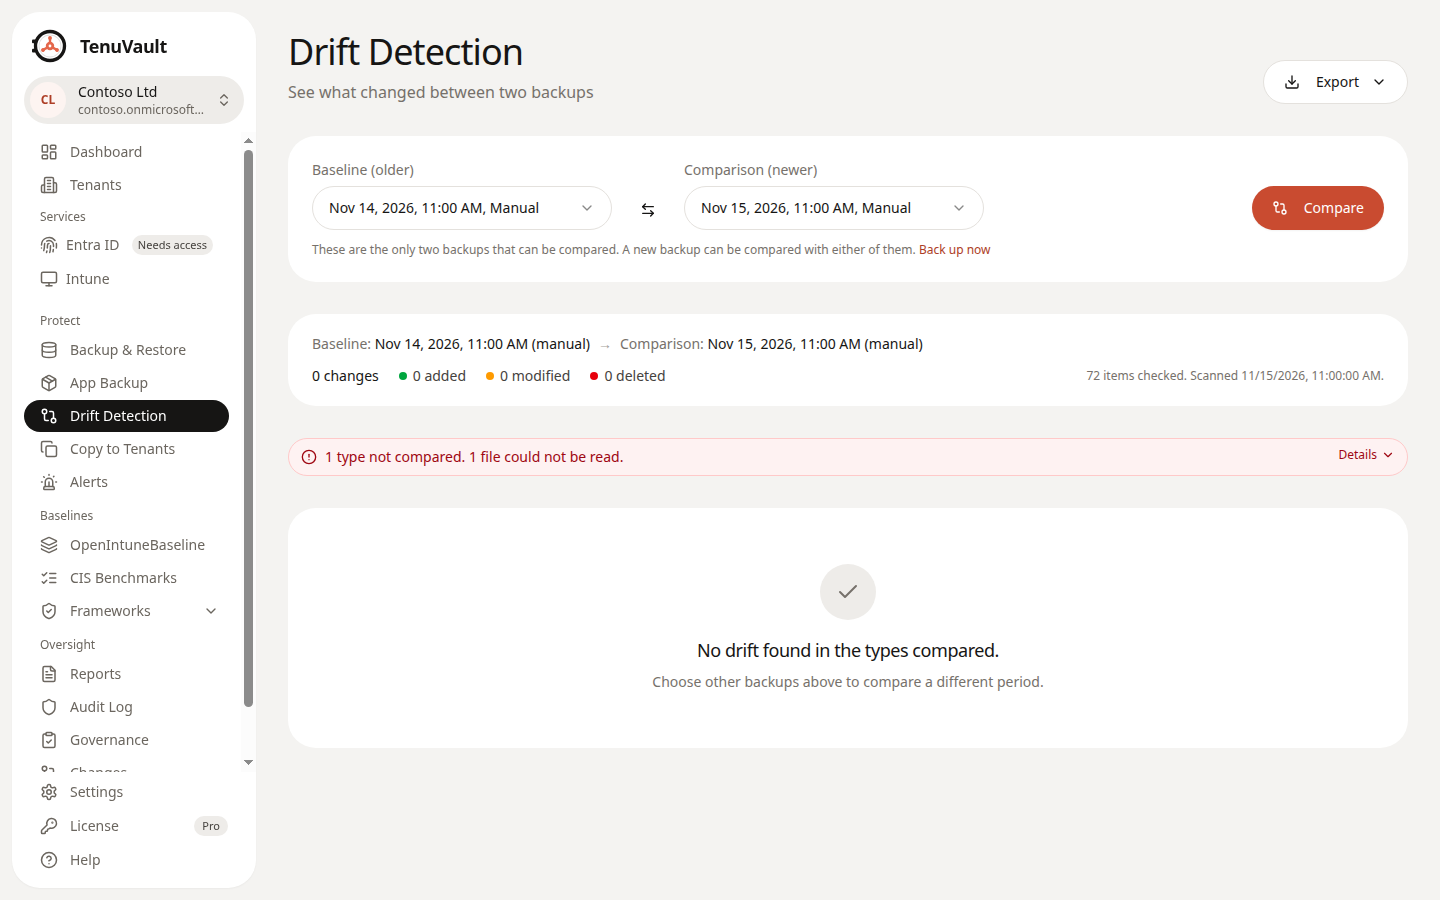 TenuVault
CL
Contoso Ltd
contoso.onmicrosoft...
Dashboard
Tenants
Services
Entra ID
Needs access
Intune
Protect
Backup & Restore
App Backup
Drift Detection
Copy to Tenants
Alerts
Baselines
OpenIntuneBaseline
CIS Benchmarks
Frameworks
Oversight
Reports
Audit Log
Governance
Changes
Settings
License
Pro
Help
Drift Detection
See what changed between two backups
Export
Baseline (older)
Nov 14, 2026, 11:00 AM, Manual
Comparison (newer)
Nov 15, 2026, 11:00 AM, Manual
Compare
These are the only two backups that can be compared. A new backup can be compared with either of them. Back up now
Baseline: Nov 14, 2026, 11:00 AM (manual) → Comparison: Nov 15, 2026, 11:00 AM (manual)
0 changes 0 added 0 modified 0 deleted
72 items checked. Scanned 11/15/2026, 11:00:00 AM.
1 type not compared. 1 file could not be read.
Details
No drift found in the types compared.
Choose other backups above to compare a different period.